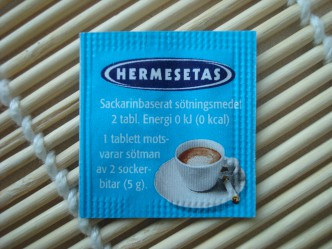 HERMESETAS
Sackarinbaserat sötningsmedel
2 tabl. Energi 0 kJ (0 kcal)
1 tablett mots-
varar sötman
av 2 socker-
bitar (5 g).